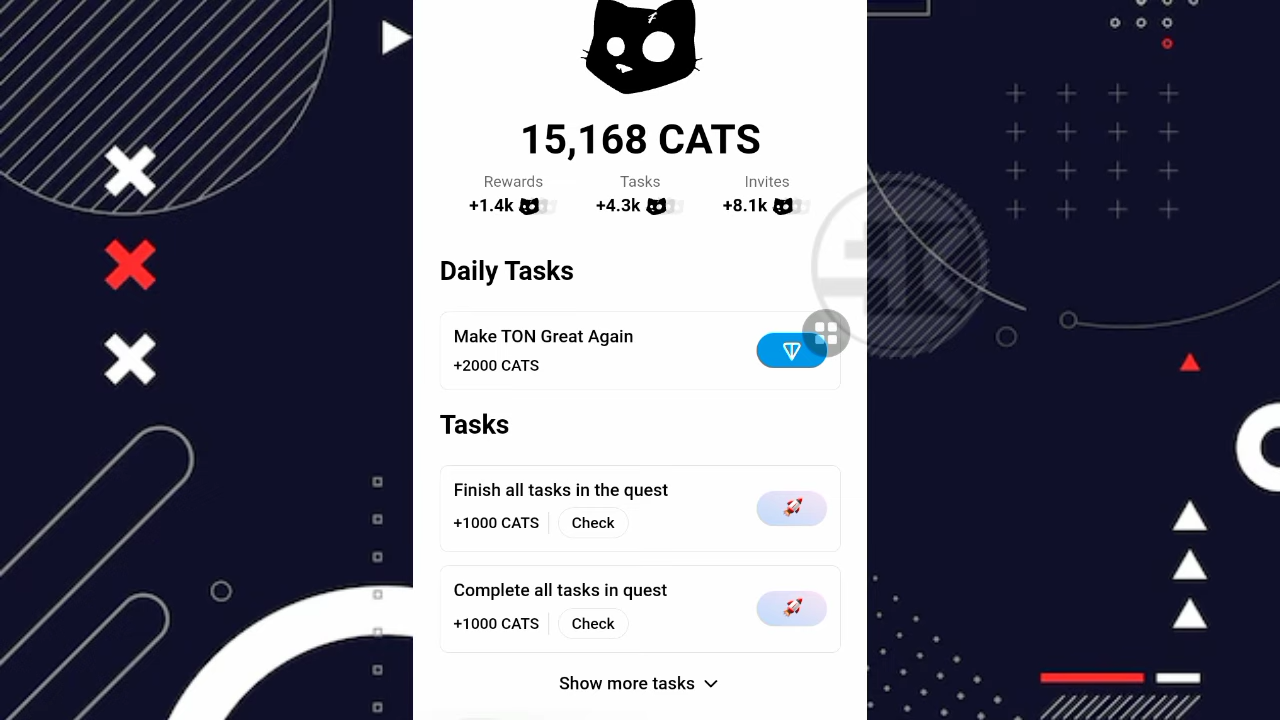 15,168 CATS
Rewards Tasks Invites
+1.4k +4.3k +8.1k
Daily Tasks
Make TON Great Again
+2000 CATS
Tasks
Finish all tasks in the quest
+1000 CATS Check
Complete all tasks in quest
+1000 CATS Check
Show more tasks